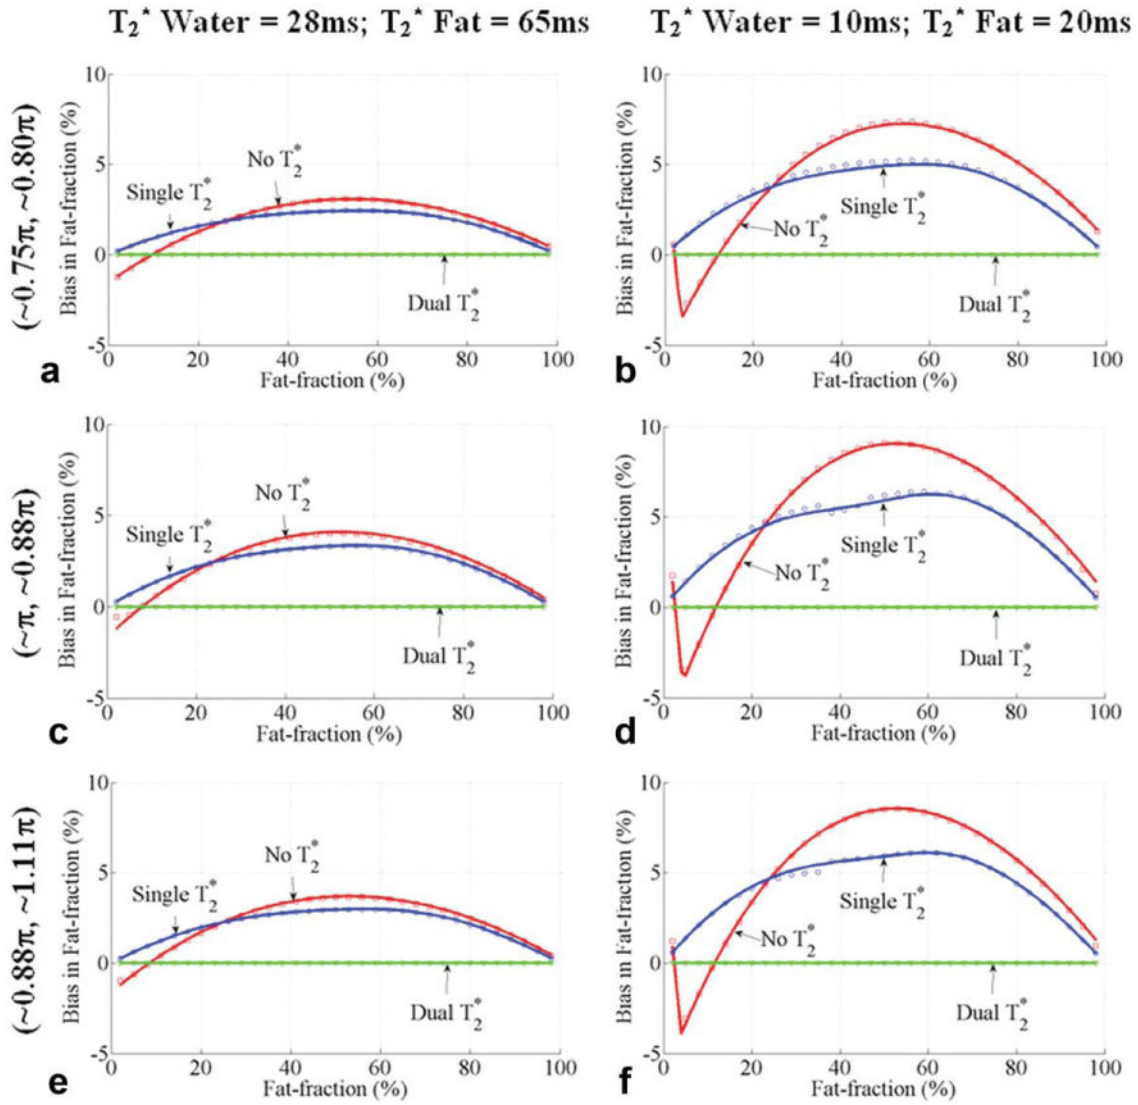 T₂* Water = 28ms; T₂* Fat = 65ms
T₂* Water = 10ms; T₂* Fat = 20ms
(~0.75π, ~0.80π)
Bias in Fat-fraction (%)
10
5
0
-5
No T₂*
Single T₂*
Dual T₂*
0 20 40 60 80 100
Fat-fraction (%)
a
Bias in Fat-fraction (%)
10
5
0
-5
Single T₂*
No T₂*
Dual T₂*
0 20 40 60 80 100
Fat-fraction (%)
b
(~π, ~0.88π)
Bias in Fat-fraction (%)
10
5
0
-5
No T₂*
Single T₂*
Dual T₂*
0 20 40 60 80 100
Fat-fraction (%)
c
Bias in Fat-fraction (%)
10
5
0
-5
Single T₂*
No T₂*
Dual T₂*
0 20 40 60 80 100
Fat-fraction (%)
d
(~0.88π, ~1.11π)
Bias in Fat-fraction (%)
10
5
0
-5
No T₂*
Single T₂*
Dual T₂*
0 20 40 60 80 100
Fat-fraction (%)
e
Bias in Fat-fraction (%)
10
5
0
-5
Single T₂*
No T₂*
Dual T₂*
0 20 40 60 80 100
Fat-fraction (%)
f